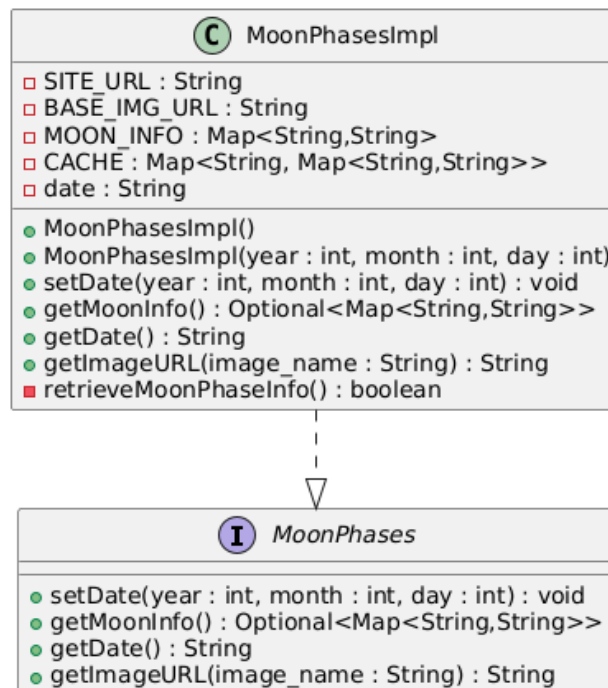 C MoonPhasesImpl
SITE_URL : String
BASE_IMG_URL : String
MOON_INFO : Map<String,String>
CACHE : Map<String, Map<String,String>>
date : String
MoonPhasesImpl()
MoonPhasesImpl(year : int, month : int, day : int)
setDate(year : int, month : int, day : int) : void
getMoonInfo() : Optional<Map<String,String>>
getDate() : String
getImageURL(image_name : String) : String
retrieveMoonPhaseInfo() : boolean
I MoonPhases
setDate(year : int, month : int, day : int) : void
getMoonInfo() : Optional<Map<String,String>>
getDate() : String
getImageURL(image_name : String) : String